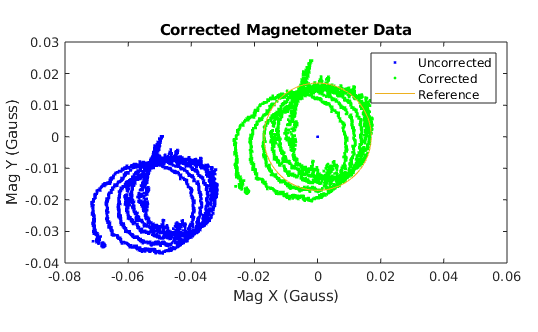 Corrected Magnetometer Data
Uncorrected
Corrected
Reference
Mag Y (Gauss)
0.03
0.02
0.01
0
-0.01
-0.02
-0.03
-0.04
-0.08
-0.06
-0.04
-0.02
0
0.02
0.04
0.06
Mag X (Gauss)